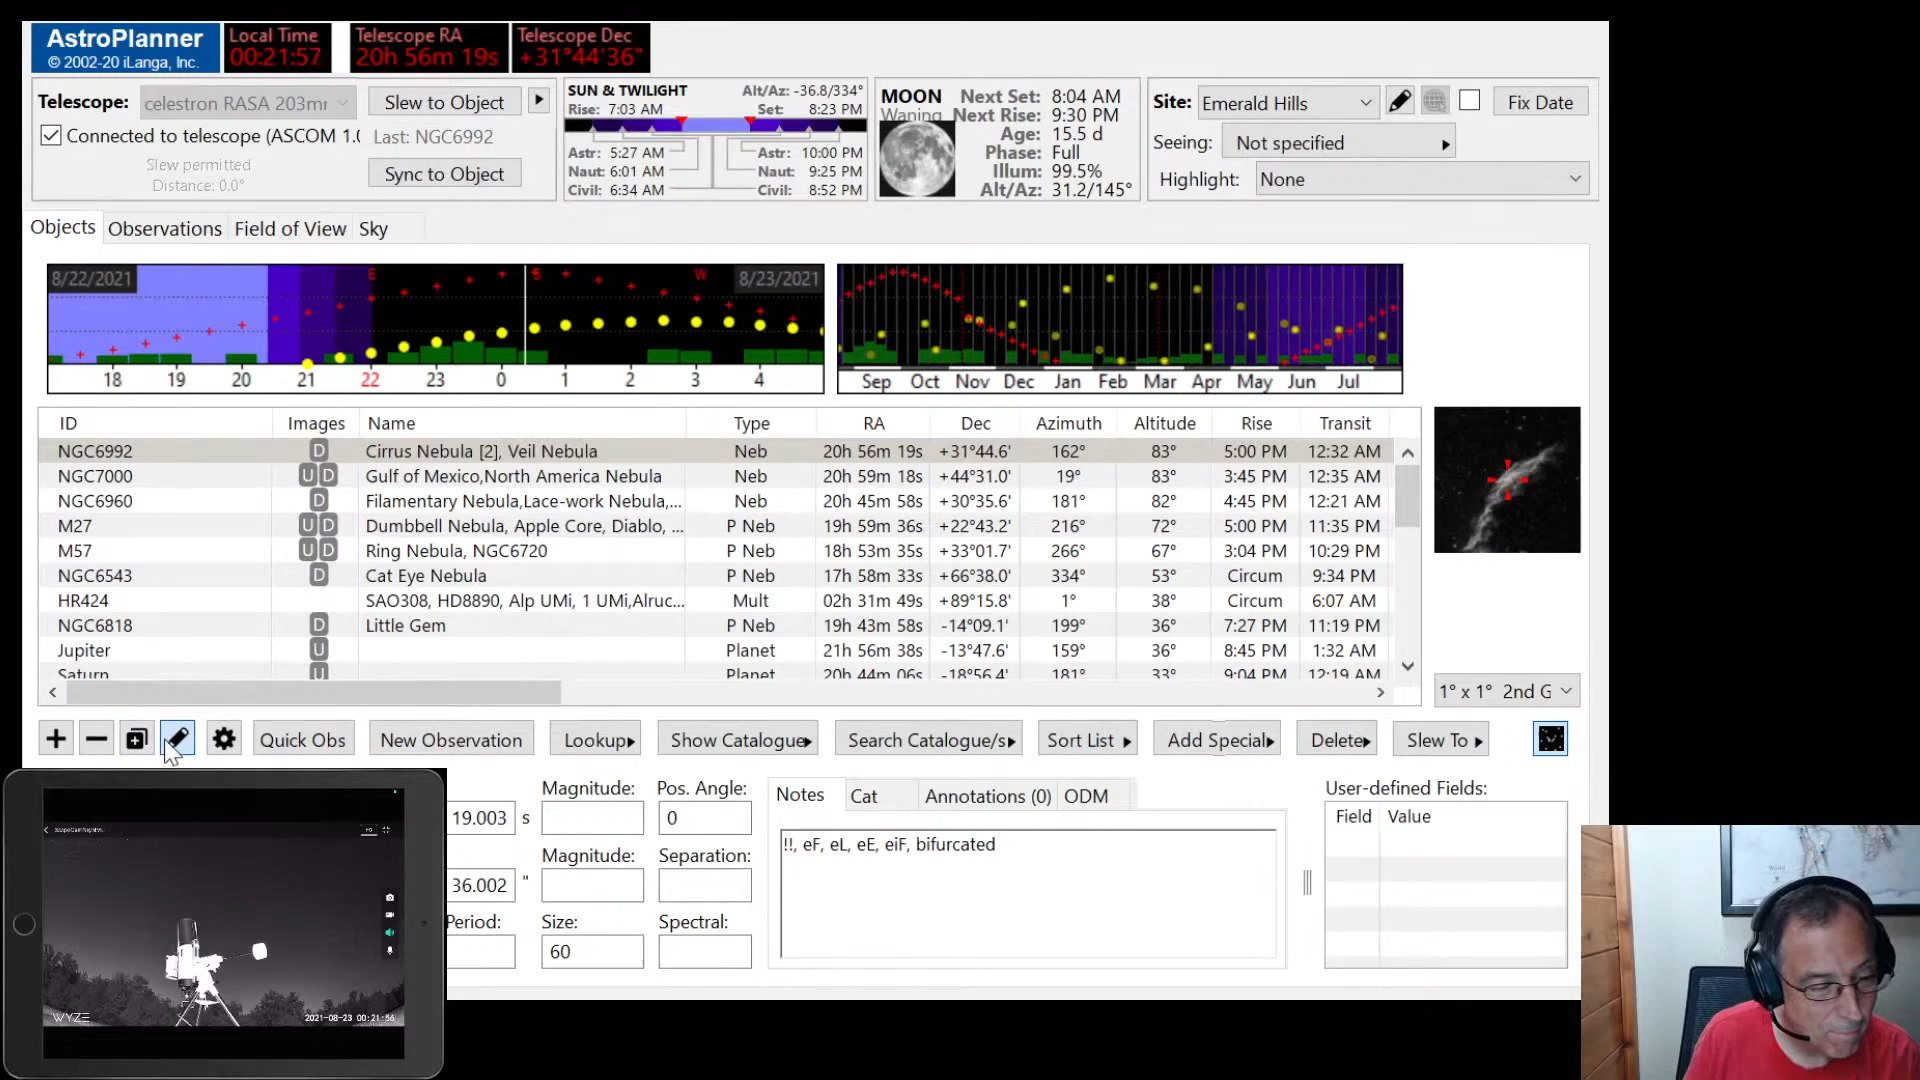 AstroPlanner
© 2002-20 iLanga, Inc.
Local Time
00:21:57
Telescope RA
20h 56m 19s
Telescope Dec
+31°44'36"
Telescope:
celestron RASA 203mr
Slew to Object
Connected to telescope (ASCOM 1.
Last: NGC6992
Slew permitted
Distance: 0.0°
Sync to Object
SUN & TWILIGHT
Alt/Az: -36.8/334°
Rise: 7:03 AM
Set: 8:23 PM
Astr: 5:27 AM
Astr: 10:00 PM
Naut: 6:01 AM
Naut: 9:25 PM
Civil: 6:34 AM
Civil: 8:52 PM
MOON
Waning
Next Set: 8:04 AM
Next Rise: 9:30 PM
Age: 15.5 d
Phase: Full
Illum: 99.5%
Alt/Az: 31.2/145°
Site: Emerald Hills
Fix Date
Seeing: Not specified
Highlight: None
Objects Observations Field of View Sky
8/22/2021 E S W 8/23/2021
18 19 20 21 22 23 0 1 2 3 4
Sep Oct Nov Dec Jan Feb Mar Apr May Jun Jul
ID Images Name Type RA Dec Azimuth Altitude Rise Transit
NGC6992 D Cirrus Nebula [2], Veil Nebula Neb 20h 56m 19s +31°44.6' 162° 83° 5:00 PM 12:32 AM
NGC7000 U D Gulf of Mexico,North America Nebula Neb 20h 59m 18s +44°31.0' 19° 83° 3:45 PM 12:35 AM
NGC6960 D Filamentary Nebula,Lace-work Nebula,... Neb 20h 45m 58s +30°35.6' 181° 82° 4:45 PM 12:21 AM
M27 U D Dumbbell Nebula, Apple Core, Diablo, ... P Neb 19h 59m 36s +22°43.2' 216° 72° 5:00 PM 11:35 PM
M57 U D Ring Nebula, NGC6720 P Neb 18h 53m 35s +33°01.7' 266° 67° 3:04 PM 10:29 PM
NGC6543 D Cat Eye Nebula P Neb 17h 58m 33s +66°38.0' 334° 53° Circum 9:34 PM
HR424 SAO308, HD8890, Alp UMi, 1 UMi,Alruc... Mult 02h 31m 49s +89°15.8' 1° 38° Circum 6:07 AM
NGC6818 D Little Gem P Neb 19h 43m 58s -14°09.1' 199° 36° 7:27 PM 11:19 PM
Jupiter U Planet 21h 56m 38s -13°47.6' 159° 36° 8:45 PM 1:32 AM
Saturn U Planet 20h 44m 06s -18°56.4' 181° 33° 9:04 PM 12:19 AM
1° x 1° 2nd G
Quick Obs New Observation Lookup Show Catalogue Search Catalogue/s Sort List Add Special Delete Slew To
Magnitude: Pos. Angle:
19.003 s 0
Magnitude: Separation:
36.002 "
Period: Size: Spectral:
60
Notes Cat Annotations (0) ODM
!!, eF, eL, eE, eiF, bifurcated
User-defined Fields:
Field Value
HD
WYZE 2021-08-23 00:21:56